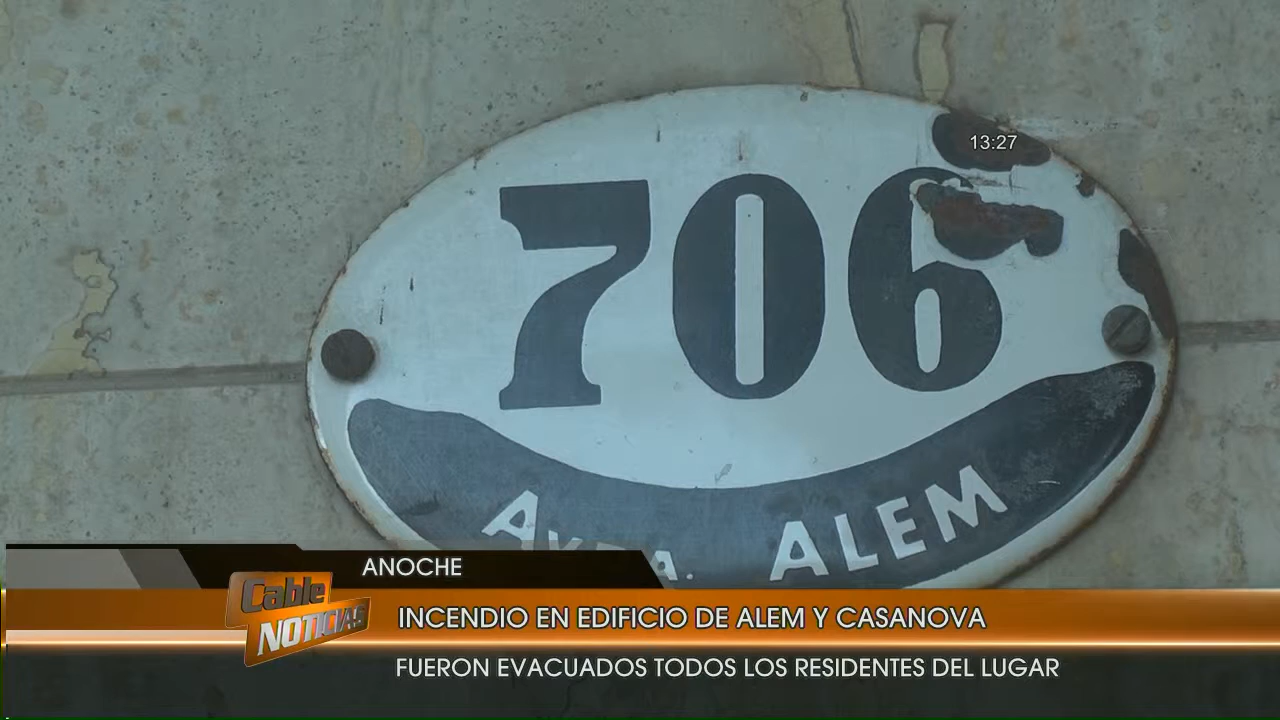 13:27
706
AVDA. ALEM
ANOCHE
Cable
NOTICIAS
INCENDIO EN EDIFICIO DE ALEM Y CASANOVA
FUERON EVACUADOS TODOS LOS RESIDENTES DEL LUGAR